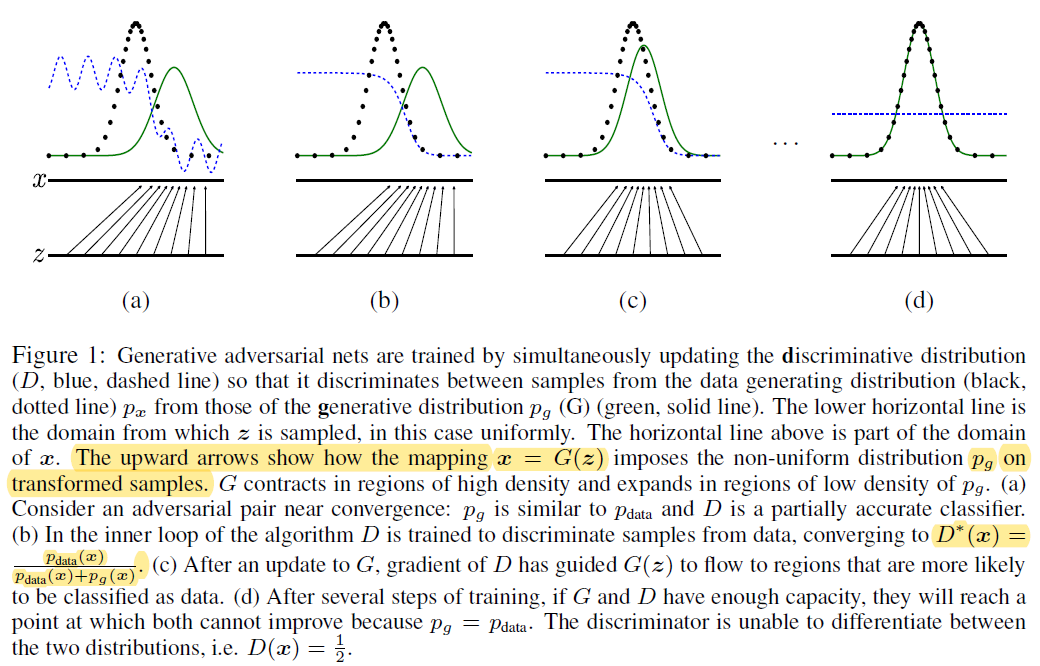 x
z
(a)
(b)
(c)
. . .
(d)
Figure 1: Generative adversarial nets are trained by simultaneously updating the discriminative distribution
(D, blue, dashed line) so that it discriminates between samples from the data generating distribution (black,
dotted line) pₓ from those of the generative distribution p_g (G) (green, solid line). The lower horizontal line is
the domain from which z is sampled, in this case uniformly. The horizontal line above is part of the domain
of x. The upward arrows show how the mapping x = G(z) imposes the non-uniform distribution p_g on
transformed samples. G contracts in regions of high density and expands in regions of low density of p_g. (a)
Consider an adversarial pair near convergence: p_g is similar to p_data and D is a partially accurate classifier.
(b) In the inner loop of the algorithm D is trained to discriminate samples from data, converging to D*(x) =
p_data(x) / (p_data(x)+p_g(x)). (c) After an update to G, gradient of D has guided G(z) to flow to regions that are more likely
to be classified as data. (d) After several steps of training, if G and D have enough capacity, they will reach a
point at which both cannot improve because p_g = p_data. The discriminator is unable to differentiate between
the two distributions, i.e. D(x) = 1/2.